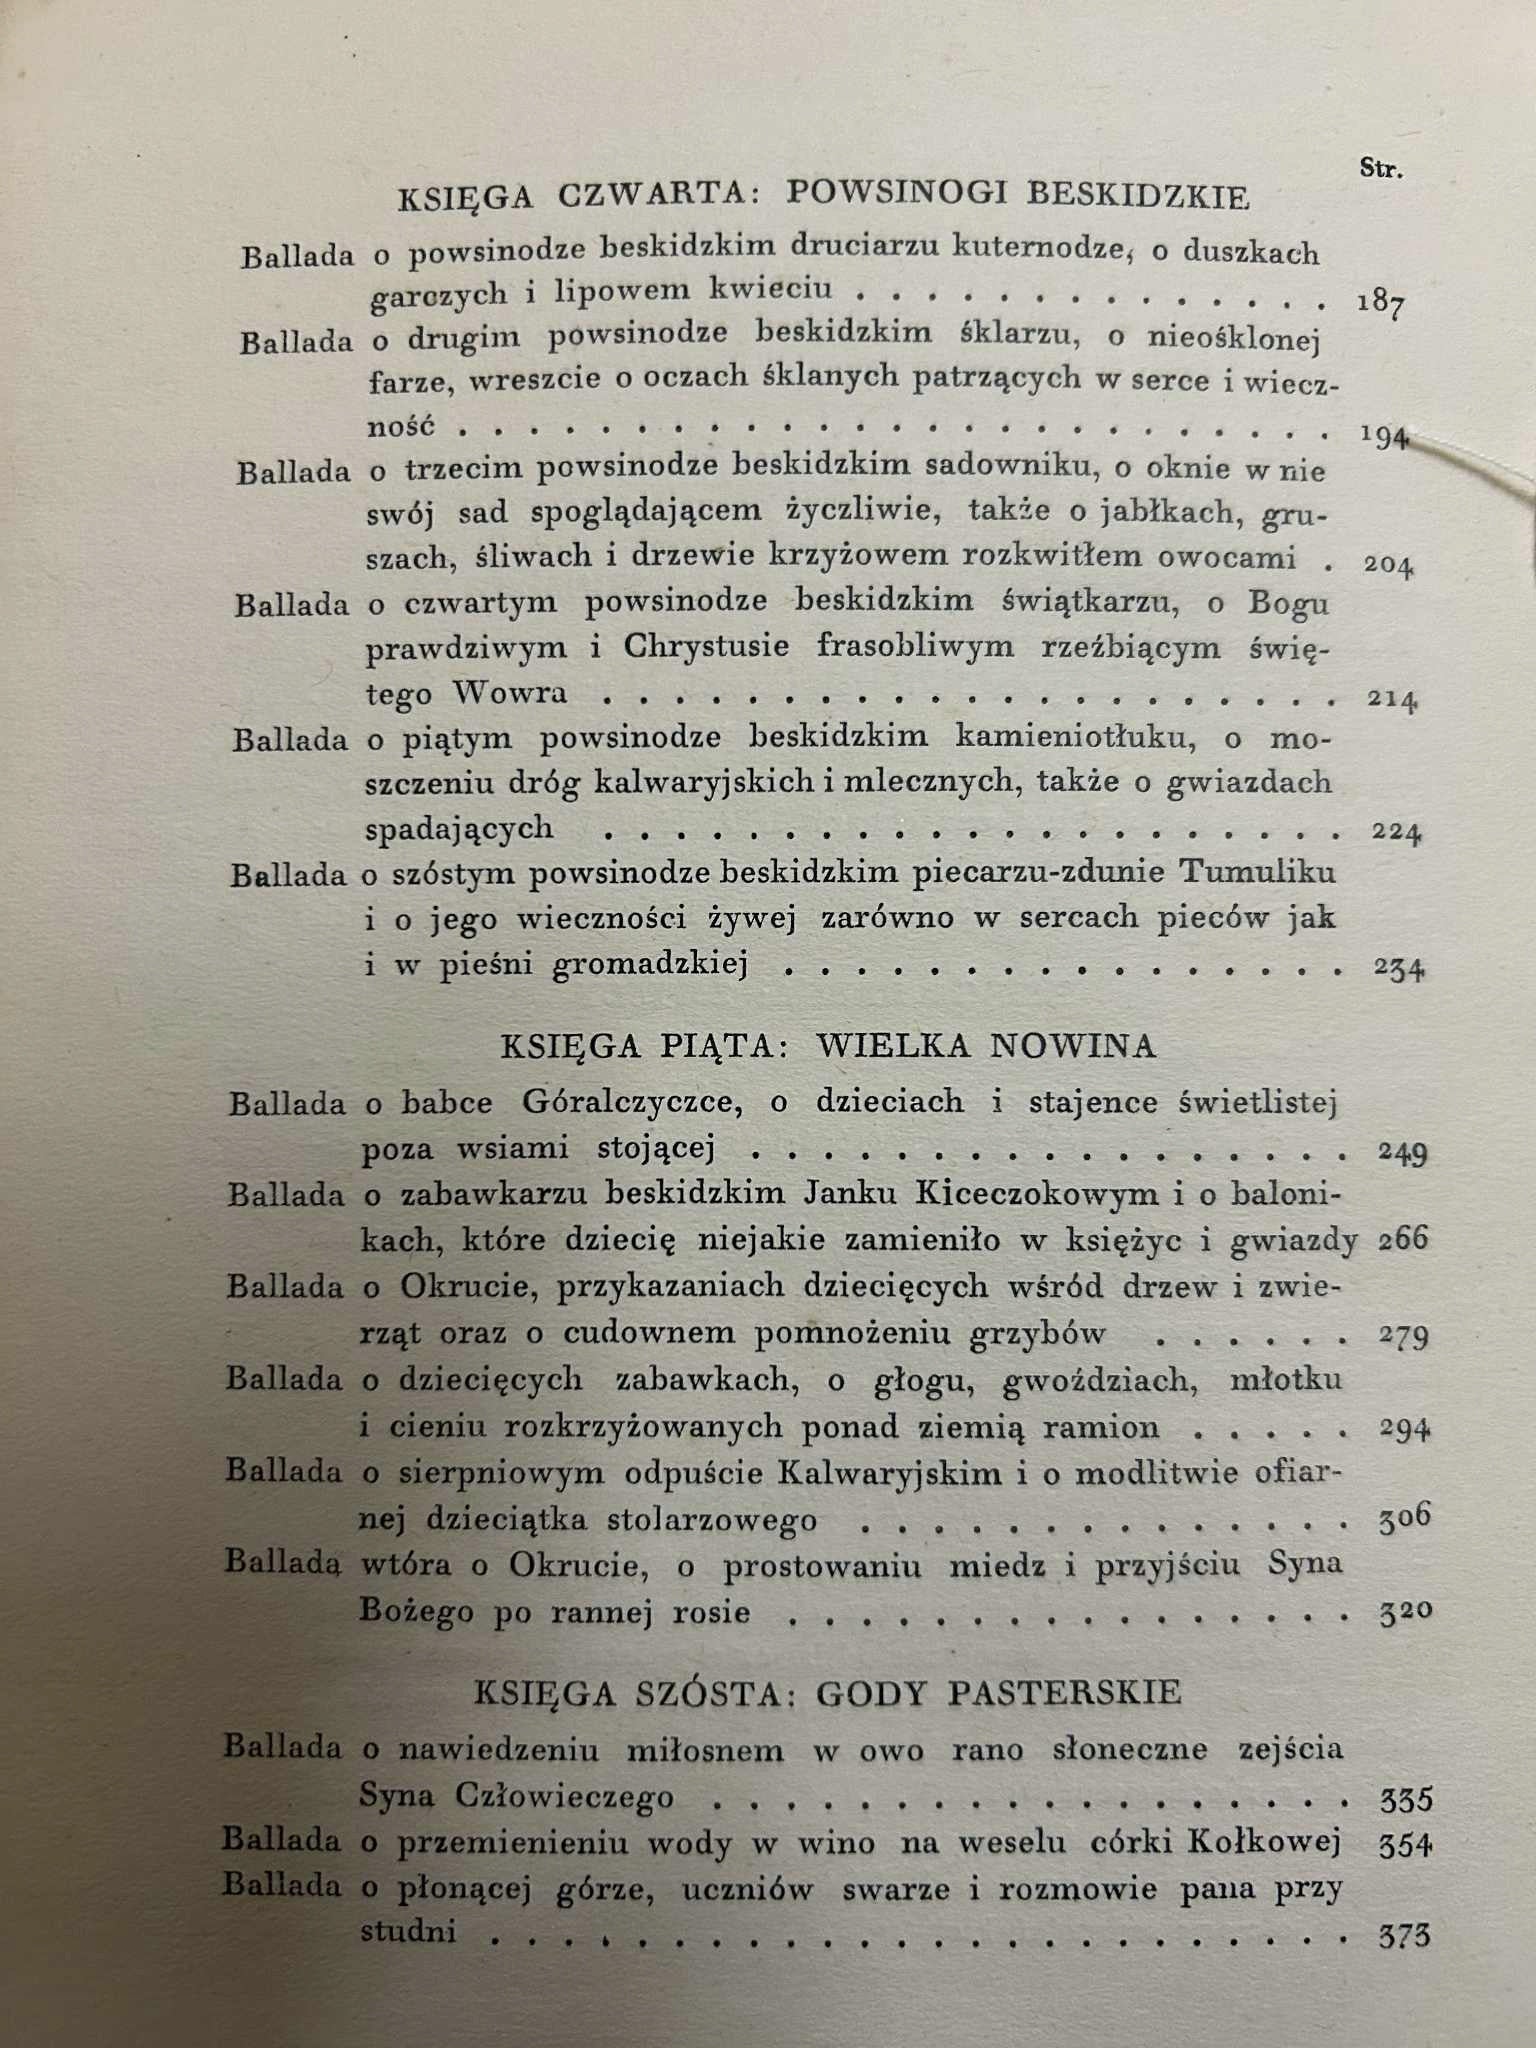 Str.
KSIĘGA CZWARTA: POWSINOGI BESKIDZKIE
Ballada o powsinodze beskidzkim druciarzu kuternodze, o duszkach
garczych i lipowem kwieciu . . . . . . . . . . . . . . 187
Ballada o drugim powsinodze beskidzkim śklarzu, o nieośklonej
farze, wreszcie o oczach śklanych patrzących w serce i wiecz-
ność . . . . . . . . . . . . . . . . . . . . . . . . . 194
Ballada o trzecim powsinodze beskidzkim sadowniku, o oknie w nie
swój sad spoglądającem życzliwie, także o jabłkach, gru-
szach, śliwach i drzewie krzyżowem rozkwitłem owocami . 204
Ballada o czwartym powsinodze beskidzkim świątkarzu, o Bogu
prawdziwym i Chrystusie frasobliwym rzeźbiącym świę-
tego Wowra . . . . . . . . . . . . . . . . . . . . . 214
Ballada o piątym powsinodze beskidzkim kamieniotłuku, o mo-
szczeniu dróg kalwaryjskich i mlecznych, także o gwiazdach
spadających . . . . . . . . . . . . . . . . . . . . . 224
Ballada o szóstym powsinodze beskidzkim piecarzu-zdunie Tumuliku
i o jego wieczności żywej zarówno w sercach pieców jak
i w pieśni gromadzkiej . . . . . . . . . . . . . . . . 234
KSIĘGA PIĄTA: WIELKA NOWINA
Ballada o babce Góralczyczce, o dzieciach i stajence świetlistej
poza wsiami stojącej . . . . . . . . . . . . . . . . . 249
Ballada o zabawkarzu beskidzkim Janku Kiceczokowym i o baloni-
kach, które dziecię niejakie zamieniło w księżyc i gwiazdy 266
Ballada o Okrucie, przykazaniach dziecięcych wśród drzew i zwie-
rząt oraz o cudownem pomnożeniu grzybów . . . . . . 279
Ballada o dziecięcych zabawkach, o głogu, gwoździach, młotku
i cieniu rozkrzyżowanych ponad ziemią ramion . . . . . 294
Ballada o sierpniowym odpuście Kalwaryjskim i o modlitwie ofiar-
nej dzieciątka stolarzowego . . . . . . . . . . . . . . 306
Ballada wtóra o Okrucie, o prostowaniu miedz i przyjściu Syna
Bożego po rannej rosie . . . . . . . . . . . . . . . . 320
KSIĘGA SZÓSTA: GODY PASTERSKIE
Ballada o nawiedzeniu miłosnem w owo rano słoneczne zejścia
Syna Człowieczego . . . . . . . . . . . . . . . . . . 335
Ballada o przemienieniu wody w wino na weselu córki Kołkowej 354
Ballada o płonącej górze, uczniów swarze i rozmowie pana przy
studni . . . . . . . . . . . . . . . . . . . . . . . . 373